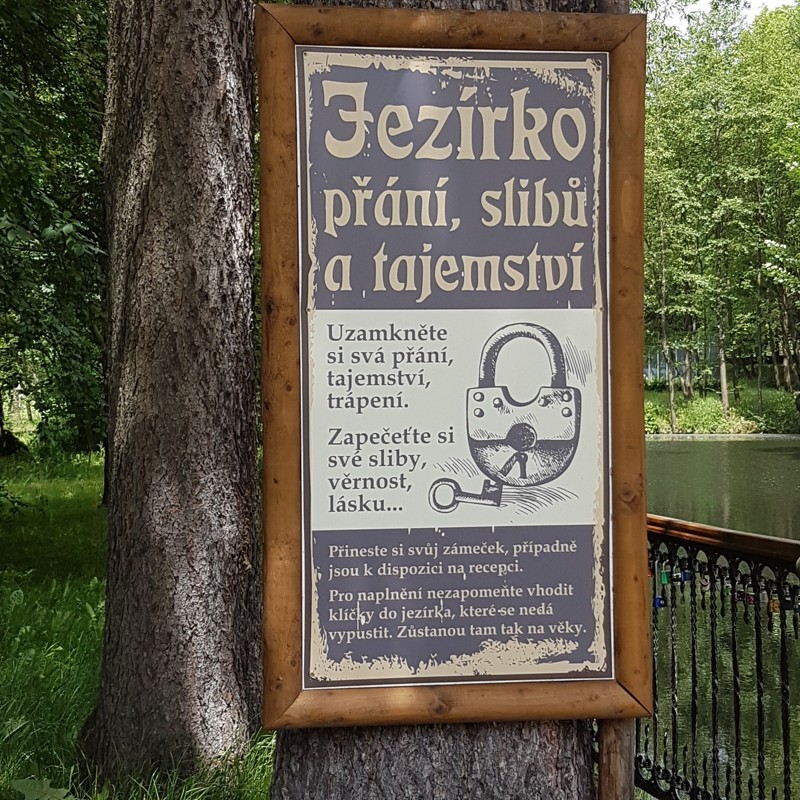 Jezírko
přání, slibů
a tajemství
Uzamkněte
si svá přání,
tajemství,
trápení.
Zapečeťte si
své sliby,
věrnost,
lásku...
Přineste si svůj zámeček, případně
jsou k dispozici na recepci.
Pro naplnění nezapomeňte vhodit
klíčky do jezírka, které se nedá
vypustit. Zůstanou tam tak na věky.